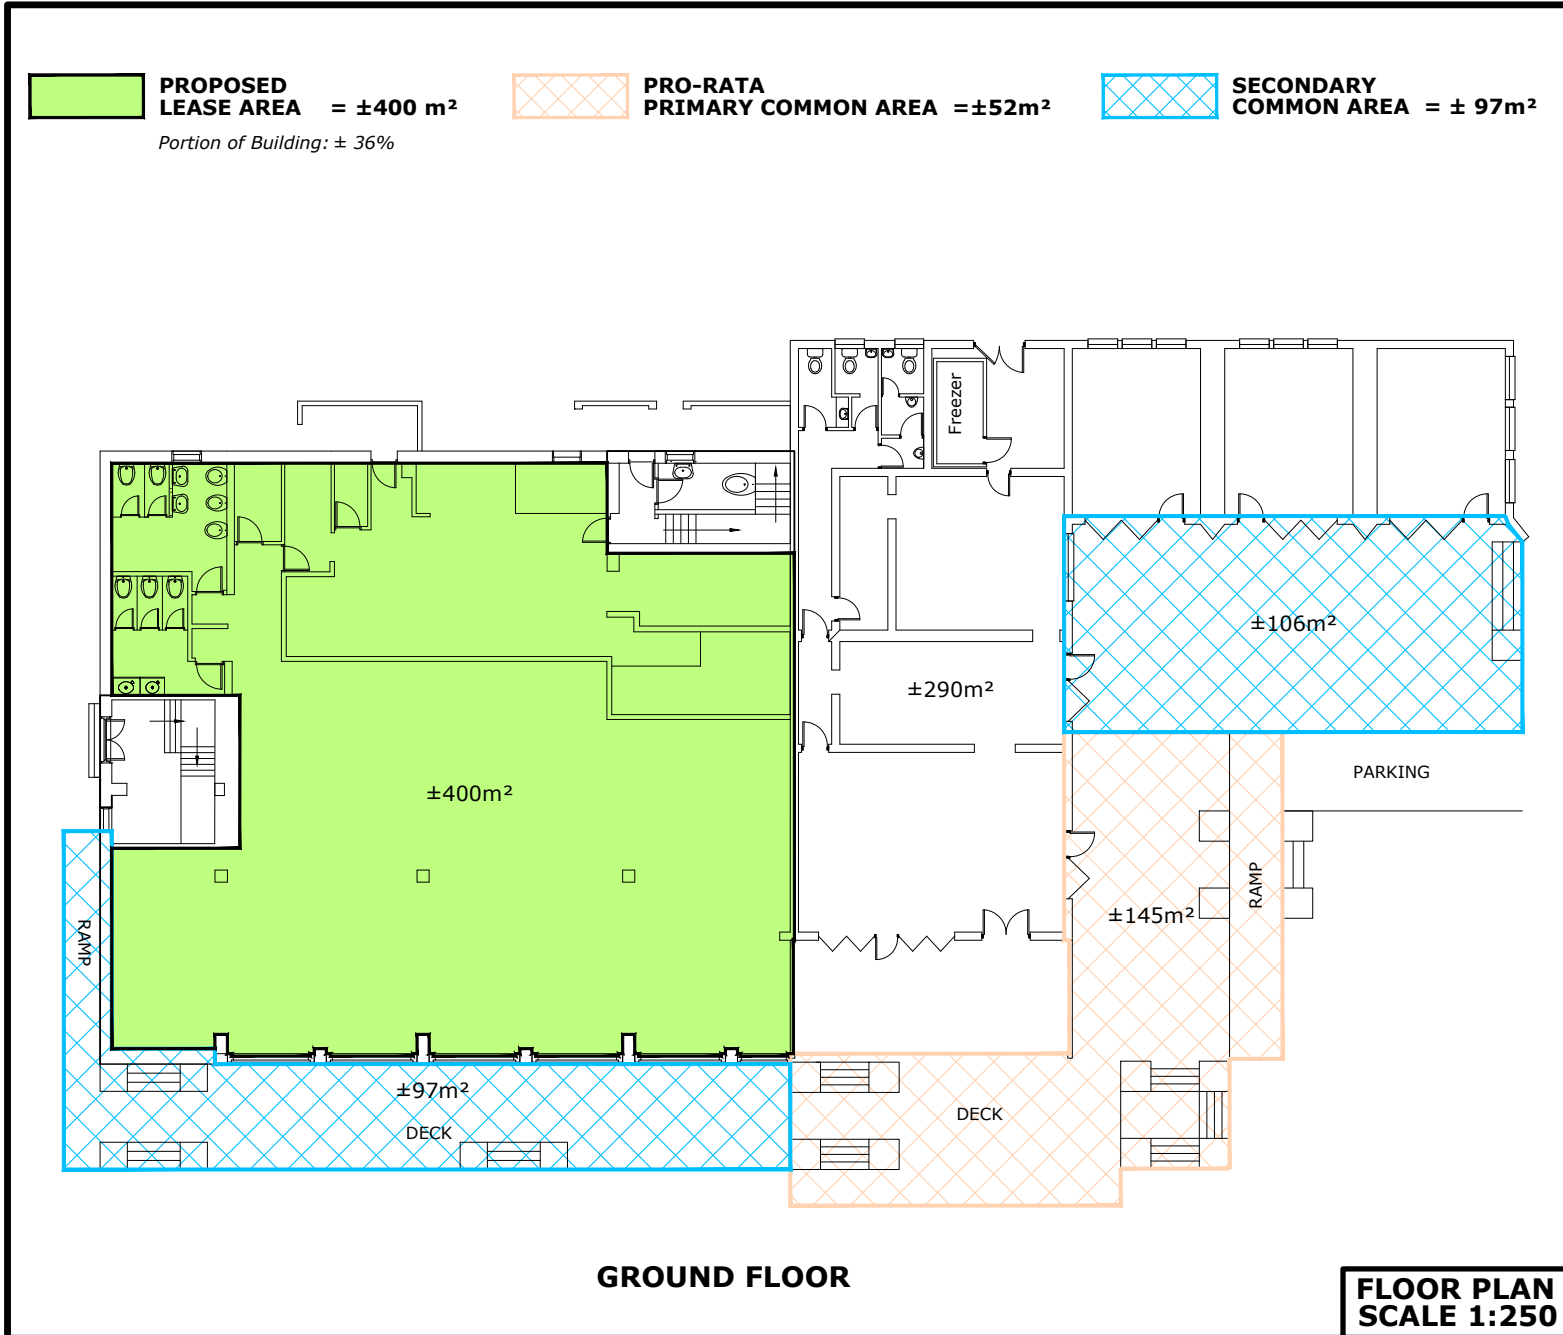 PROPOSED
LEASE AREA = ±400 m²
Portion of Building: ± 36%
PRO-RATA
PRIMARY COMMON AREA =±52m²
SECONDARY
COMMON AREA = ± 97m²
Freezer
±106m²
±290m²
PARKING
±400m²
RAMP
±145m²
RAMP
±97m²
DECK
DECK
GROUND FLOOR
FLOOR PLAN
SCALE 1:250